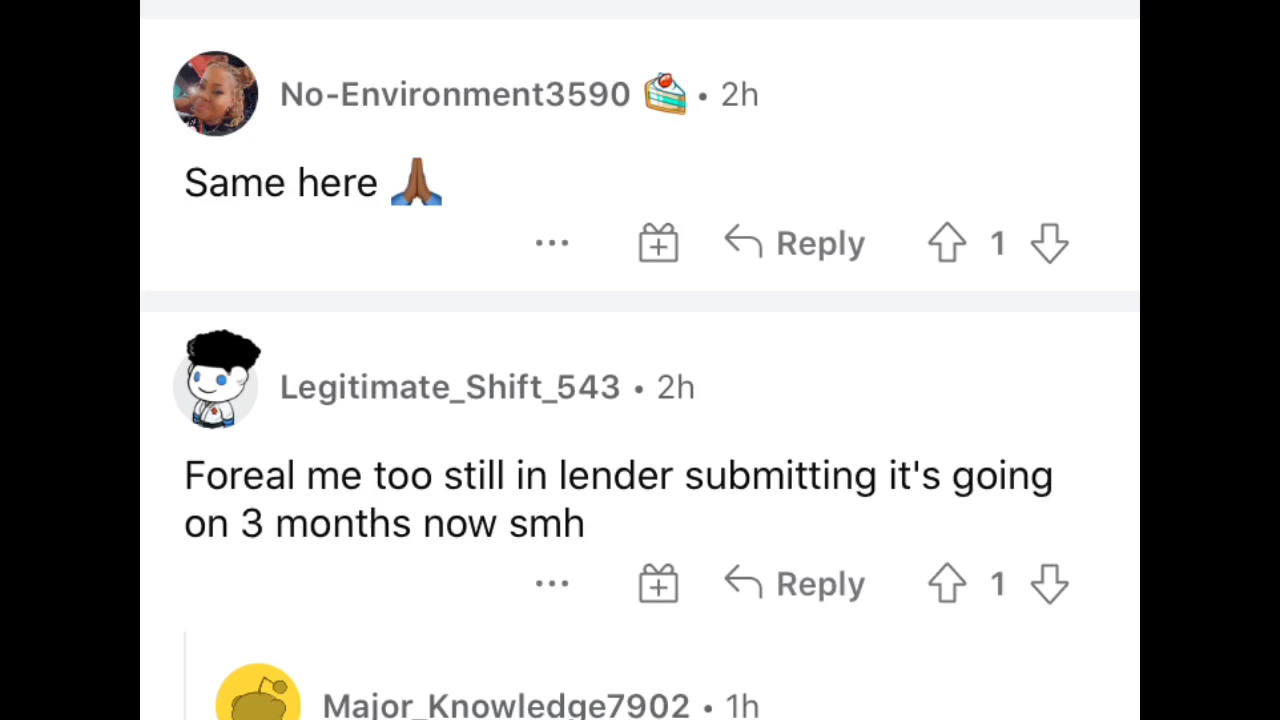 No-Environment3590 🍰 • 2h
Same here 🙏🏾
... Reply 1
Legitimate_Shift_543 • 2h
Foreal me too still in lender submitting it's going
on 3 months now smh
... Reply 1
Major_Knowledge7902 • 1h